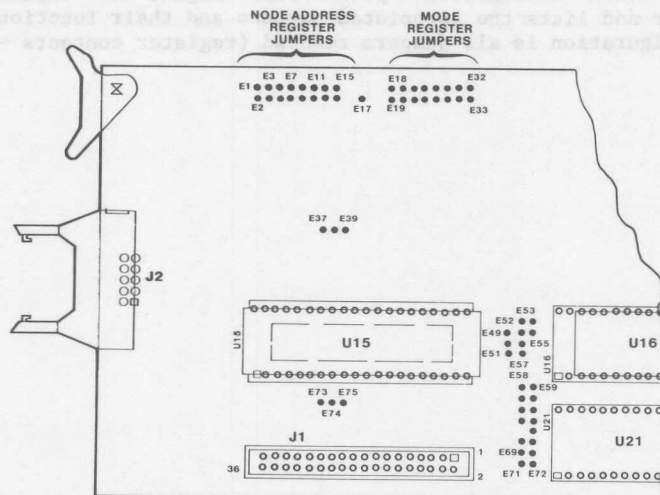 NODE ADDRESS
REGISTER
JUMPERS
MODE
REGISTER
JUMPERS
E3 E7 E11 E15
E1
E2
E17
E18 E32
E19 E33
E37 E39
J2
U15
U15
E53
E52
E49
E51
E55
E57
U16
U16
E58
E59
E73 E75
E74
U21
U21
E69
E71 E72
J1
1
36
2